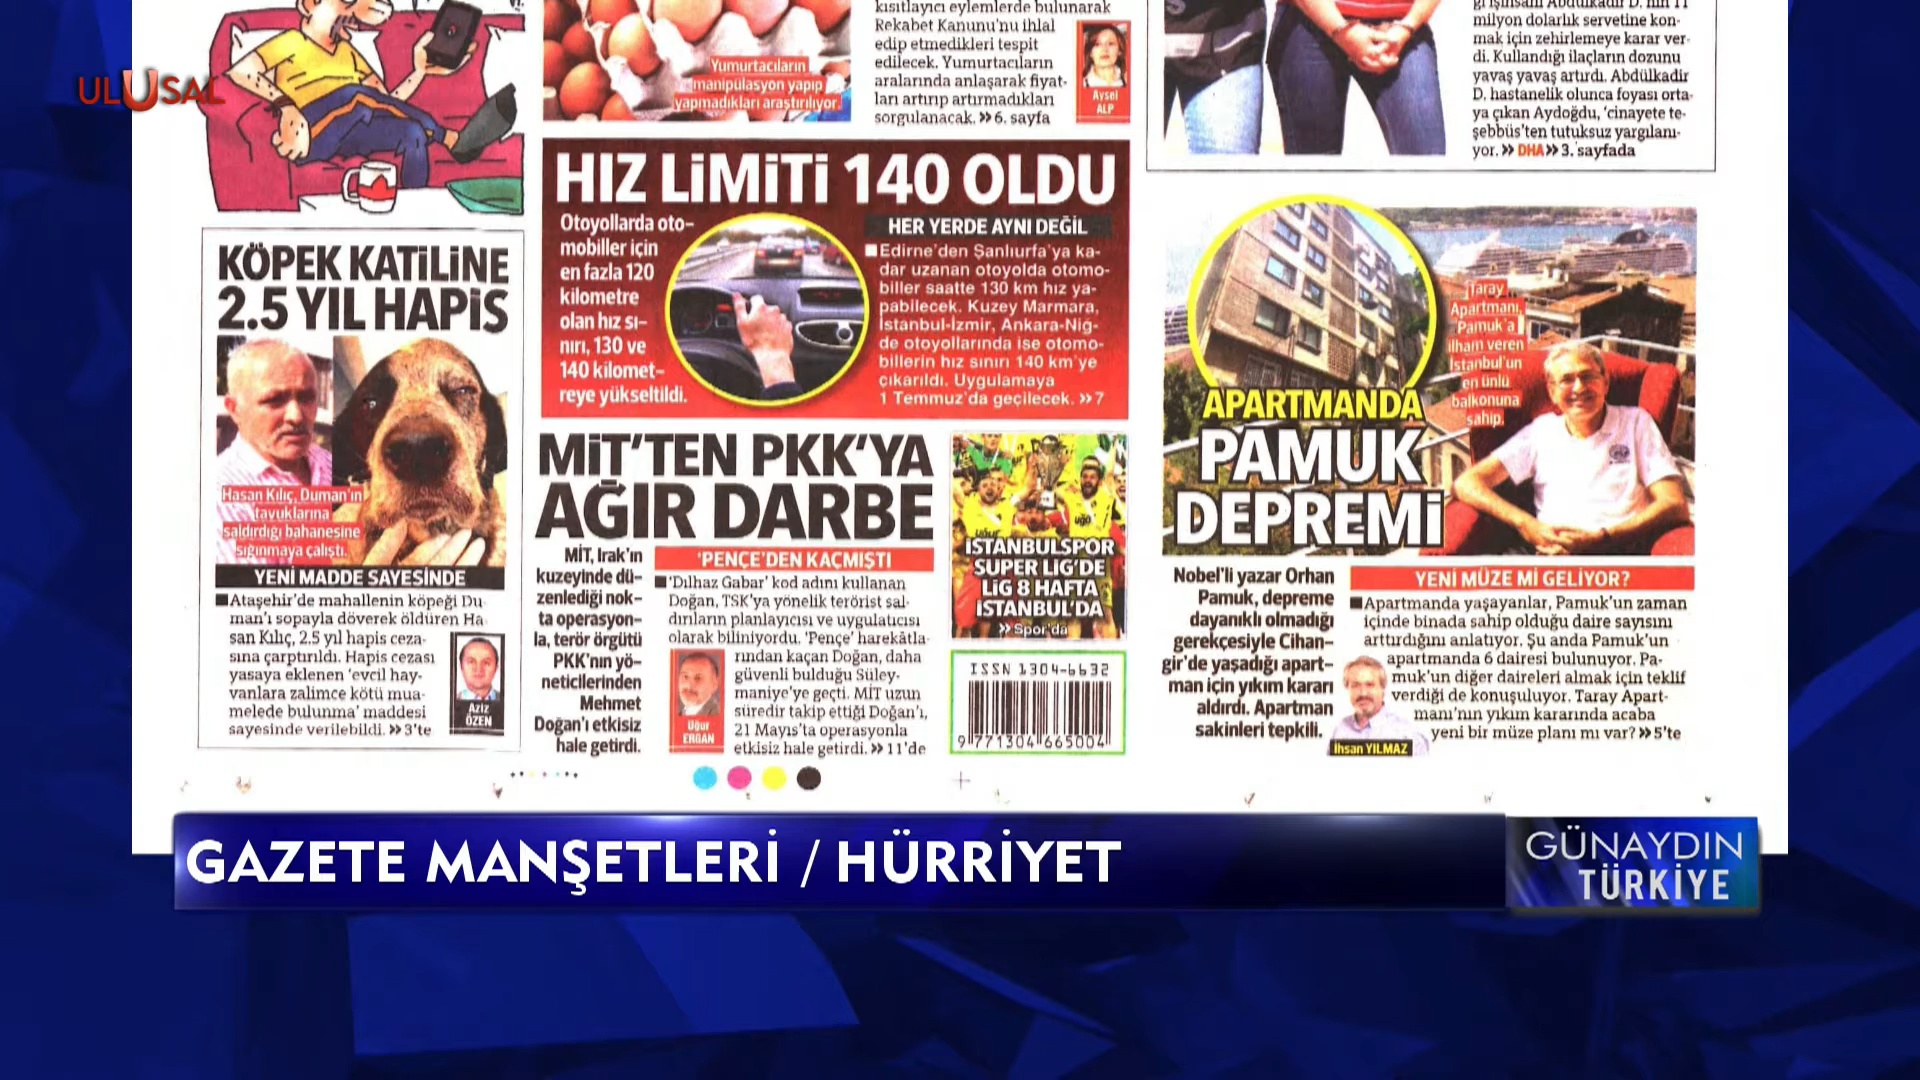 ULUSAL
Yumurtacıların
manipülasyon yapıp
yapmadıkları araştırılıyor.
kısıtlayıcı eylemlerde bulunarak
Rekabet Kanunu'nu ihlal
edip etmedikleri tespit
edilecek. Yumurtacıların
aralarında anlaşarak fiyat-
ları artırıp artırmadıkları
sorgulanacak. »6. sayfa
Aysel
ALP
ği işinsanı Abdülkadir D.'nin 11
milyon dolarlık servetine kon-
mak için zehirlemeye karar ver-
di. Kullandığı ilaçların dozunu
yavaş yavaş artırdı. Abdülkadir
D. hastanelik olunca foyası orta-
ya çıkan Aydoğdu, 'cinayete te-
şebbüs'ten tutuksuz yargılanı-
yor. »DHA»3. sayfada
KÖPEK KATİLİNE
2.5 YIL HAPİS
Hasan Kılıç, Duman'ın
tavuklarına
saldırdığı bahanesine
sığınmaya çalıştı.
YENİ MADDE SAYESİNDE
■Ataşehir'de mahallenin köpeği Du-
man'ı sopayla döverek öldüren Ha-
san Kılıç, 2.5 yıl hapis ceza-
sına çarptırıldı. Hapis cezası
yasaya eklenen 'evcil hay-
vanlara zalimce kötü mua-
melede bulunma' maddesi
sayesinde verilebildi. »3'te
Aziz
ÖZEN
HIZ LİMİTİ 140 OLDU
Otoyollarda oto-
mobiller için
en fazla 120
kilometre
olan hız sı-
nırı, 130 ve
140 kilomet-
reye yükseltildi.
HER YERDE AYNI DEĞİL
■Edirne'den Şanlıurfa'ya ka-
dar uzanan otoyolda otomo-
biller saatte 130 km hız ya-
pabilecek. Kuzey Marmara,
İstanbul-İzmir, Ankara-Niğ-
de otoyollarında ise otomo-
billerin hız sınırı 140 km'ye
çıkarıldı. Uygulamaya
1 Temmuz'da geçilecek. »7
MİT'TEN PKK'YA
AĞIR DARBE
MİT, Irak'ın
kuzeyinde dü-
zenlediği nok-
ta operasyon-
la, terör örgütü
PKK'nın yö-
neticilerinden
Mehmet
Doğan'ı etkisiz
hale getirdi.
'PENÇE'DEN KAÇMIŞTI
■'Dılhaz Gabar' kod adını kullanan
Doğan, TSK'ya yönelik terörist sal-
dırıların planlayıcısı ve uygulatıcısı
olarak biliniyordu. 'Pençe' harekâtla-
rından kaçan Doğan, daha
güvenli bulduğu Süley-
maniye'ye geçti. MİT uzun
süredir takip ettiği Doğan'ı,
21 Mayıs'ta operasyonla
etkisiz hale getirdi. »11'de
Uğur
ERGAN
İSTANBULSPOR
SÜPER LİG'DE
LİG 8 HAFTA
İSTANBUL'DA
»Spor'da
ISSN 1304-6632
9 771304 665004
Taray
Apartmanı,
Pamuk'a
ilham veren
İstanbul'un
en ünlü
balkonuna
sahip.
APARTMANDA
PAMUK
DEPREMİ
Nobel'li yazar Orhan
Pamuk, depreme
dayanıklı olmadığı
gerekçesiyle Cihan-
gir'de yaşadığı apart-
man için yıkım kararı
aldırdı. Apartman
sakinleri tepkili.
YENİ MÜZE Mİ GELİYOR?
■Apartmanda yaşayanlar, Pamuk'un zaman
içinde binada sahip olduğu daire sayısını
arttırdığını anlatıyor. Şu anda Pamuk'un
apartmanda 6 dairesi bulunuyor. Pa-
muk'un diğer daireleri almak için teklif
verdiği de konuşuluyor. Taray Apart-
manı'nın yıkım kararında acaba
yeni bir müze planı mı var? »5'te
İhsan YILMAZ
GAZETE MANŞETLERİ / HÜRRİYET
GÜNAYDIN
TÜRKİYE